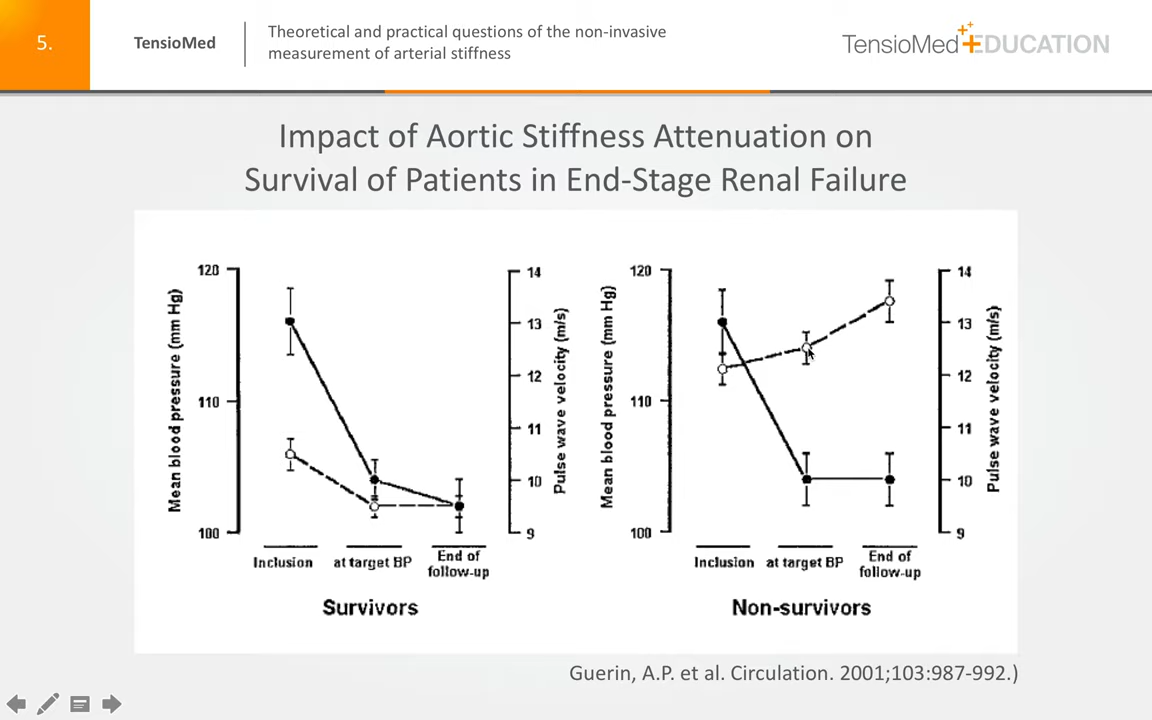 5.
TensioMed
Theoretical and practical questions of the non-invasive
measurement of arterial stiffness
TensioMed EDUCATION
Impact of Aortic Stiffness Attenuation on
Survival of Patients in End-Stage Renal Failure
Mean blood pressure (mm Hg)
120
110
100
14
13
12
11
10
9
Pulse wave velocity (m/s)
Inclusion
at target BP
End of
follow-up
Survivors
Mean blood pressure (mm Hg)
120
110
100
14
13
12
11
10
9
Pulse wave velocity (m/s)
Inclusion
at target BP
End of
follow-up
Non-survivors
Guerin, A.P. et al. Circulation. 2001;103:987-992.)